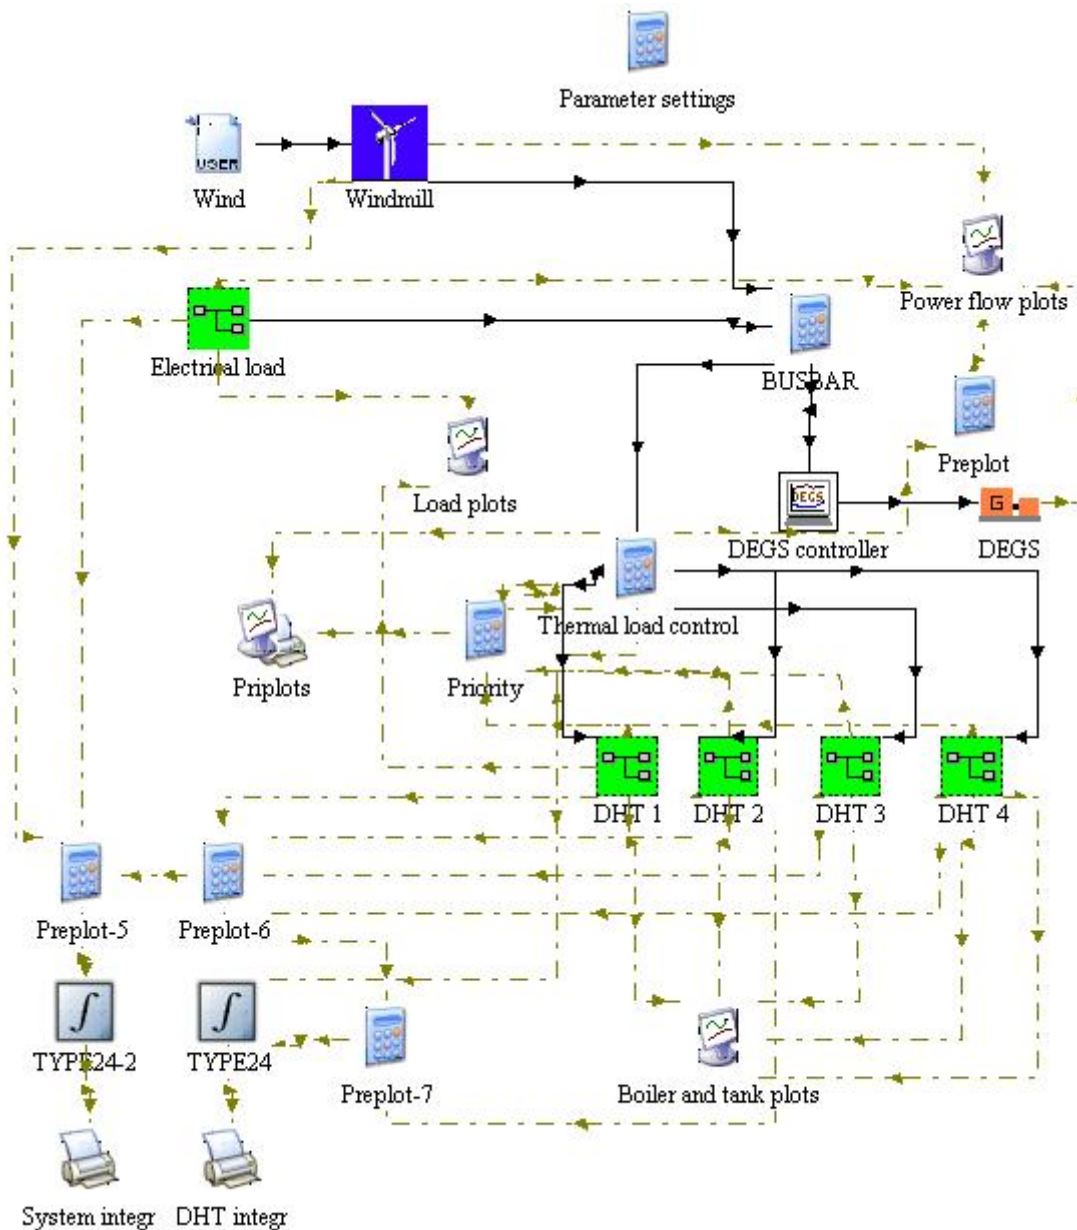 Parameter settings
USER
Wind
Windmill
Power flow plots
Electrical load
BUSBAR
Load plots
Preplot
DEGS
DEGS controller
G
DEGS
Thermal load control
Priplots
Priority
DHT 1
DHT 2
DHT 3
DHT 4
Preplot-5
Preplot-6
TYPE24-2
TYPE24
Preplot-7
Boiler and tank plots
System integr
DHT integr